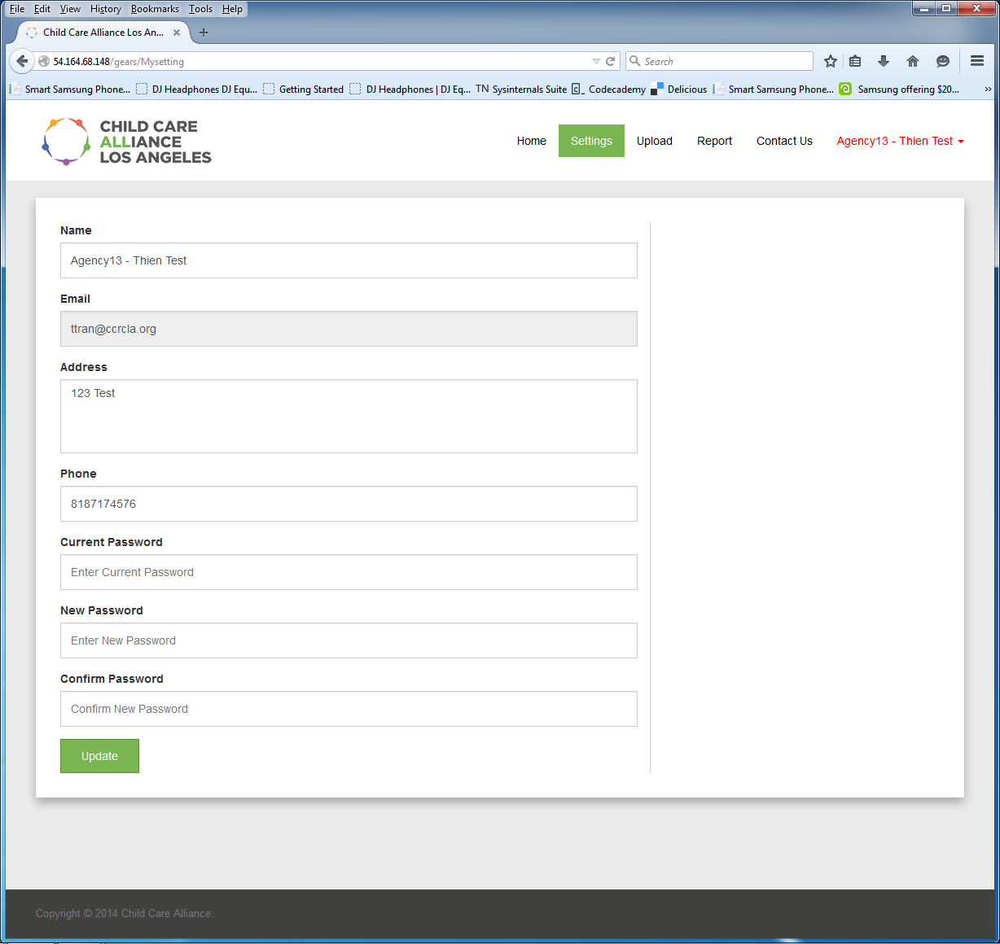 File Edit View History Bookmarks Tools Help
Child Care Alliance Los An...
54.164.68.148/gears/Mysetting
Search
Smart Samsung Phone... DJ Headphones DJ Equ... Getting Started DJ Headphones | DJ Eq... TN Sysinternals Suite Codecademy Delicious Smart Samsung Phone... Samsung offering $20... »
CHILD CARE
ALLIANCE
LOS ANGELES
Home Settings Upload Report Contact Us Agency13 - Thien Test
Name
Agency13 - Thien Test
Email
ttran@ccrcla.org
Address
123 Test
Phone
8187174576
Current Password
Enter Current Password
New Password
Enter New Password
Confirm Password
Confirm New Password
Update
Copyright © 2014 Child Care Alliance.